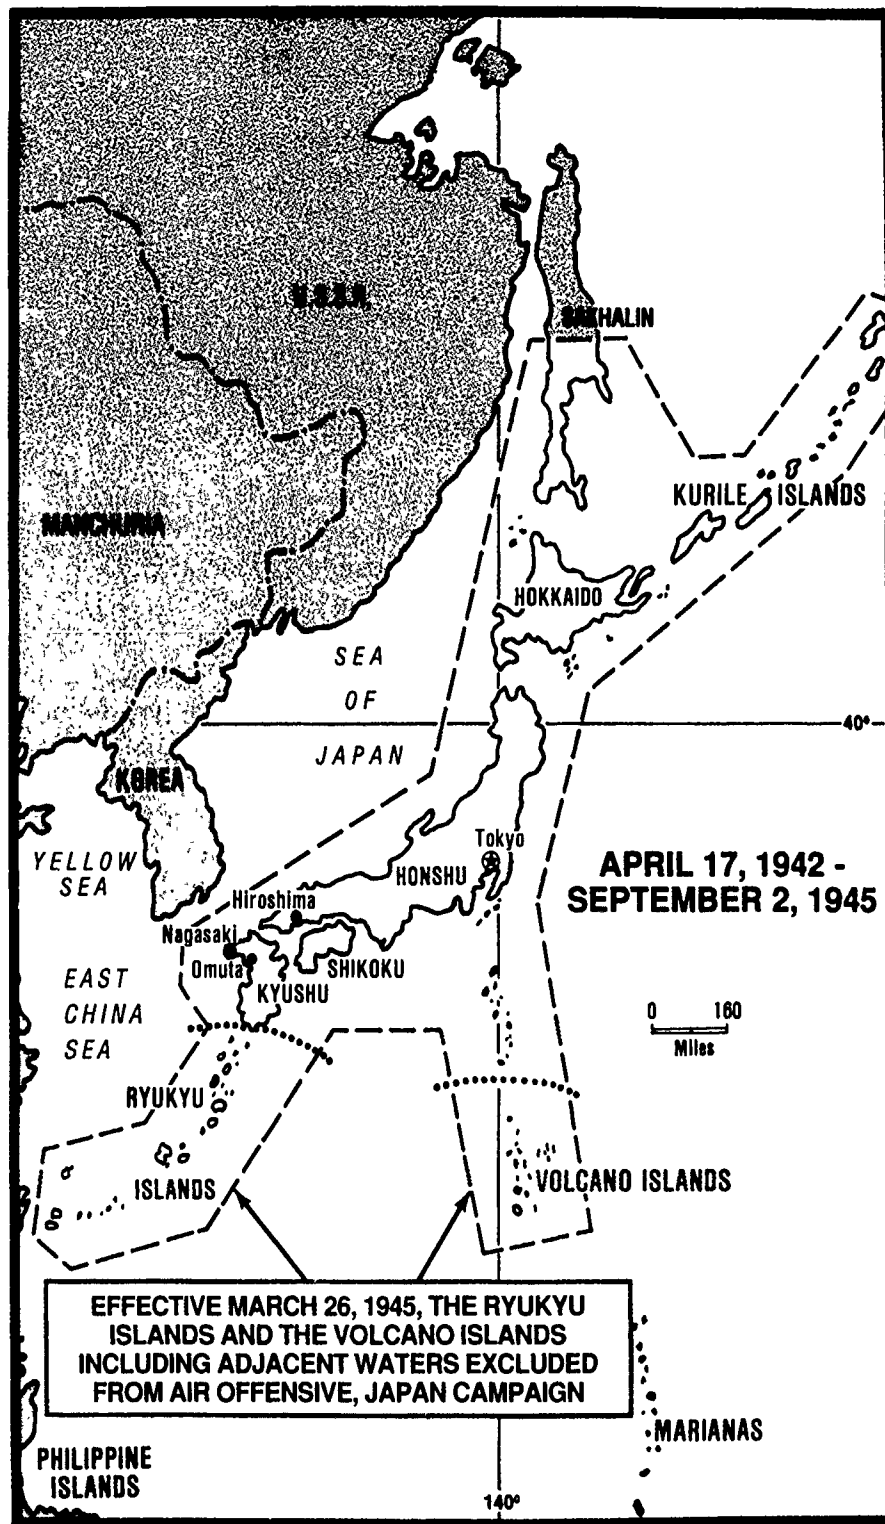 U.S.S.R.
SAKHALIN
KURILE ISLANDS
MANCHURIA
HOKKAIDO
SEA
OF
JAPAN
40°
KOREA
Tokyo
YELLOW
SEA
HONSHU
APRIL 17, 1942 -
SEPTEMBER 2, 1945
Hiroshima
Nagasaki
Omuta
SHIKOKU
KYUSHU
EAST
CHINA
SEA
0 160
Miles
RYUKYU
ISLANDS
VOLCANO ISLANDS
EFFECTIVE MARCH 26, 1945, THE RYUKYU
ISLANDS AND THE VOLCANO ISLANDS
INCLUDING ADJACENT WATERS EXCLUDED
FROM AIR OFFENSIVE, JAPAN CAMPAIGN
MARIANAS
PHILIPPINE
ISLANDS
140°